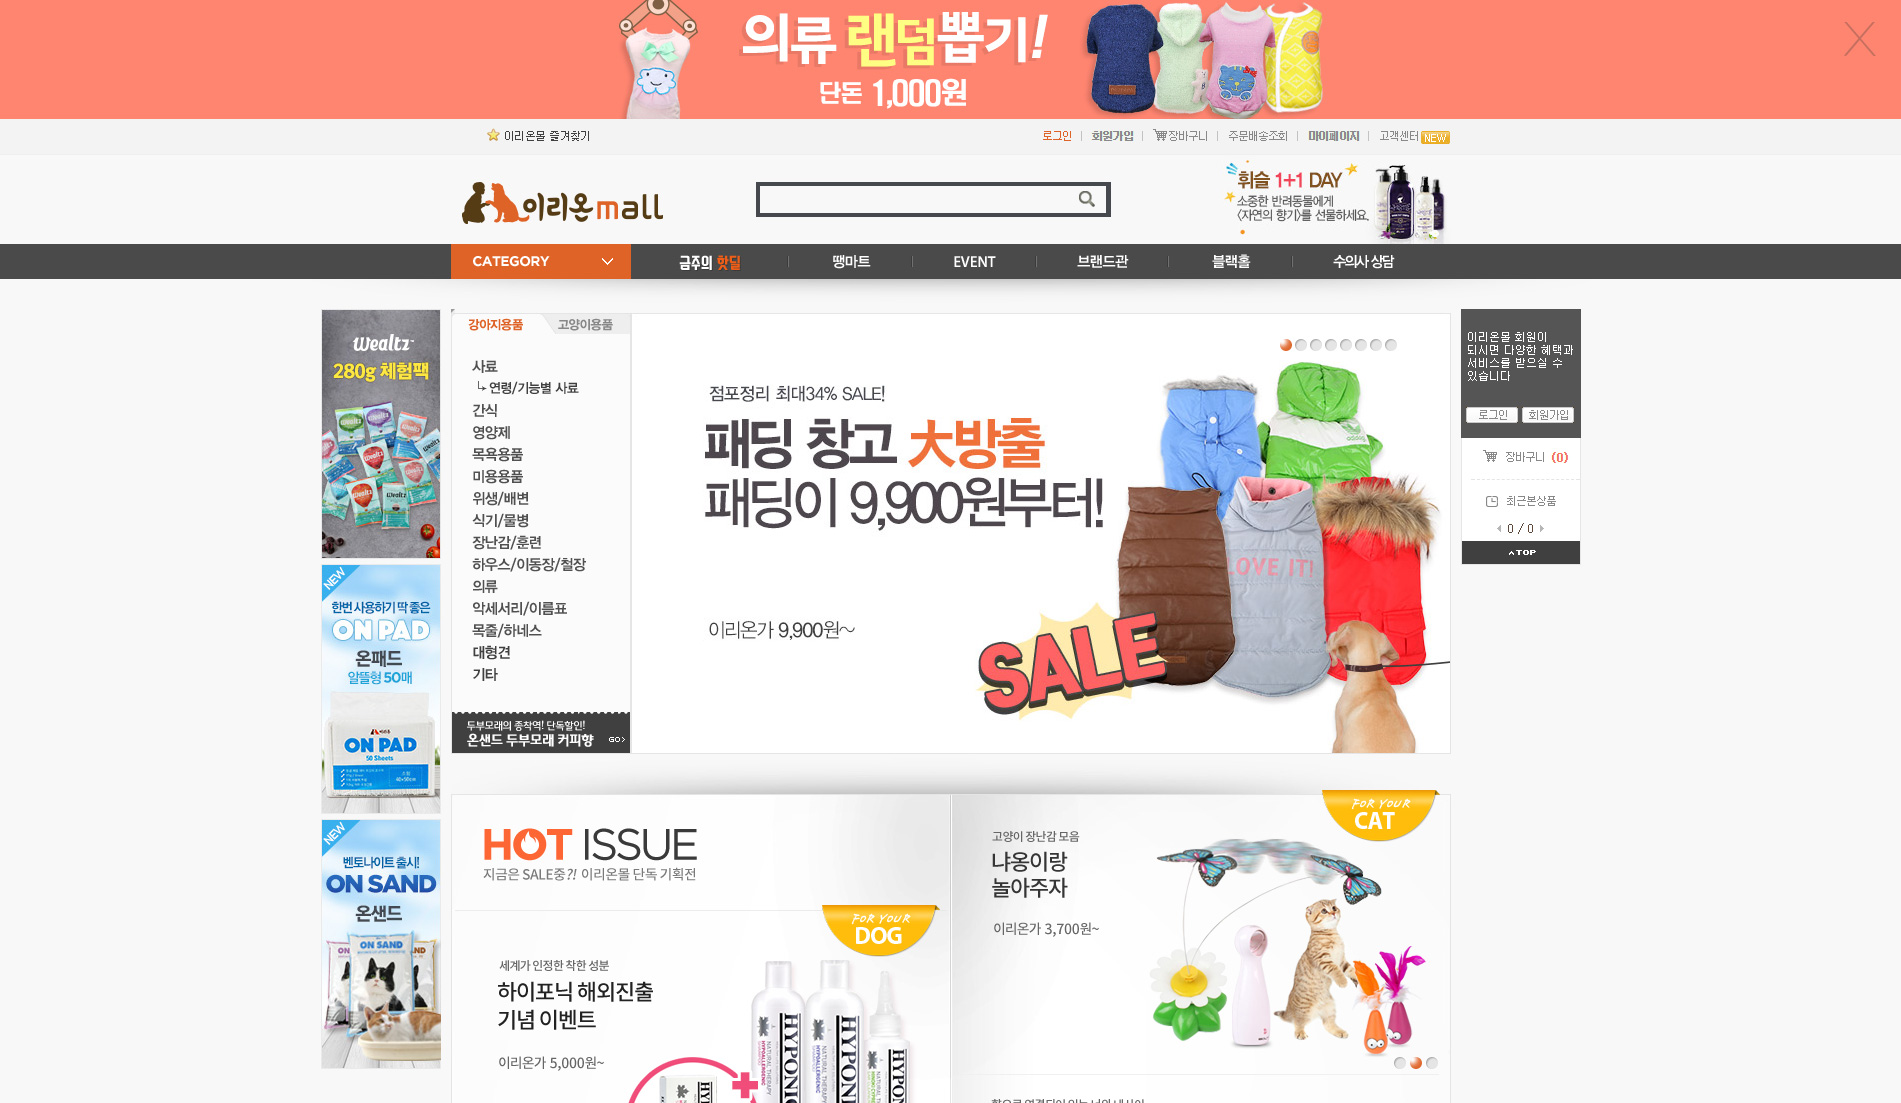 의류 랜덤뽑기!
단돈 1,000원
이리온몰 즐겨찾기
로그인
회원가입
장바구니
주문배송조회
마이페이지
고객센터 NEW
이리온mall
휘슬 1+1 DAY
소중한 반려동물에게
<자연의 향기>를 선물하세요.
CATEGORY
금주의 핫딜
땡마트
EVENT
브랜드관
블랙홀
수의사 상담
Wealtz
280g 체험팩
NEW
한번 사용하기 딱 좋은
ON PAD
온패드
알뜰형 50매
이리온
ON PAD
50 Sheets
NEW
벤토나이트 출시!
ON SAND
온샌드
ON SAND
강아지용품
고양이용품
사료
연령/기능별 사료
간식
영양제
목욕용품
미용용품
위생/배변
식기/물병
장난감/훈련
하우스/이동장/철장
의류
악세서리/이름표
목줄/하네스
대형견
기타
두부모래의 종착역! 단독할인!
온샌드 두부모래 커피향
GO>
점포정리 최대34% SALE!
패딩 창고 大방출
패딩이 9,900원부터!
이리온가 9,900원~
SALE
LOVE IT!
이리온몰 회원이
되시면 다양한 혜택과
서비스를 받으실 수
있습니다
로그인
회원가입
장바구니 (0)
최근본상품
0 / 0
TOP
HOT ISSUE
지금은 SALE중?! 이리온몰 단독 기획전
FOR YOUR
DOG
세계가 인정한 착한 성분
하이포닉 해외진출
기념 이벤트
이리온가 5,000원~
HYPONIC
NATURAL THERAPY
HYPOALLERGENIC
FOR YOUR
CAT
고양이 장난감 모음
냐옹이랑
놀아주자
이리온가 3,700원~